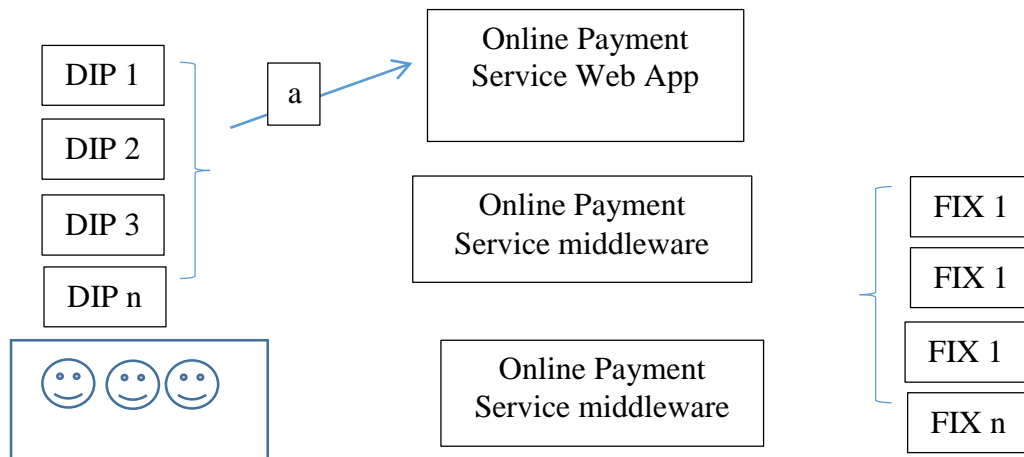 DIP 1
DIP 2
DIP 3
DIP n
a
Online Payment
Service Web App
Online Payment
Service middleware
Online Payment
Service middleware
FIX 1
FIX 1
FIX 1
FIX n